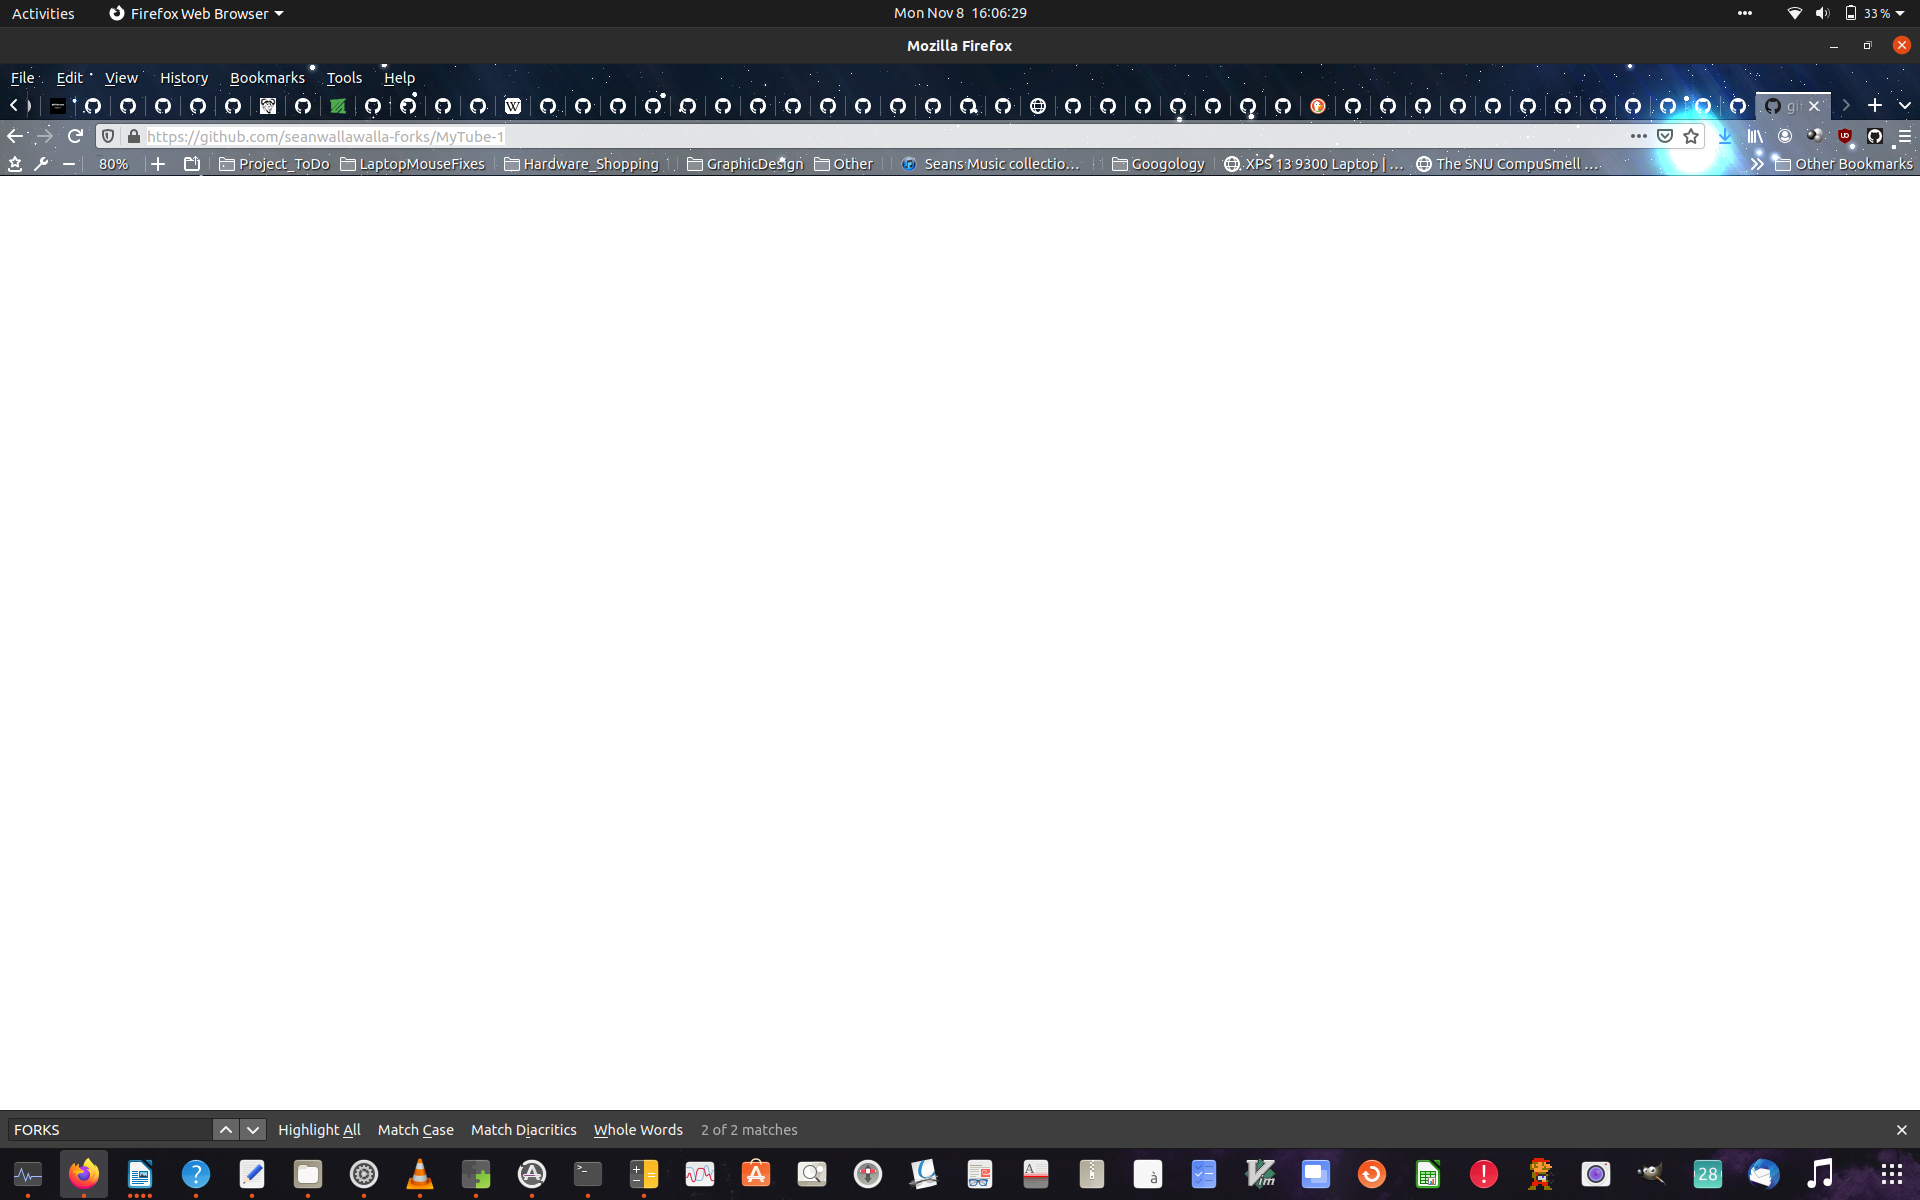 Activities Firefox Web Browser Mon Nov 8 16:06:29 33 %
Mozilla Firefox
File Edit View History Bookmarks Tools Help
W
https://github.com/seanwallawalla-forks/MyTube-1
80% Project_ToDo LaptopMouseFixes Hardware_Shopping GraphicDesign Other Seans Music collectio... Googology XPS 13 9300 Laptop | ... The SNU CompuSmell ... Other Bookmarks
FORKS Highlight All Match Case Match Diacritics Whole Words 2 of 2 matches
28